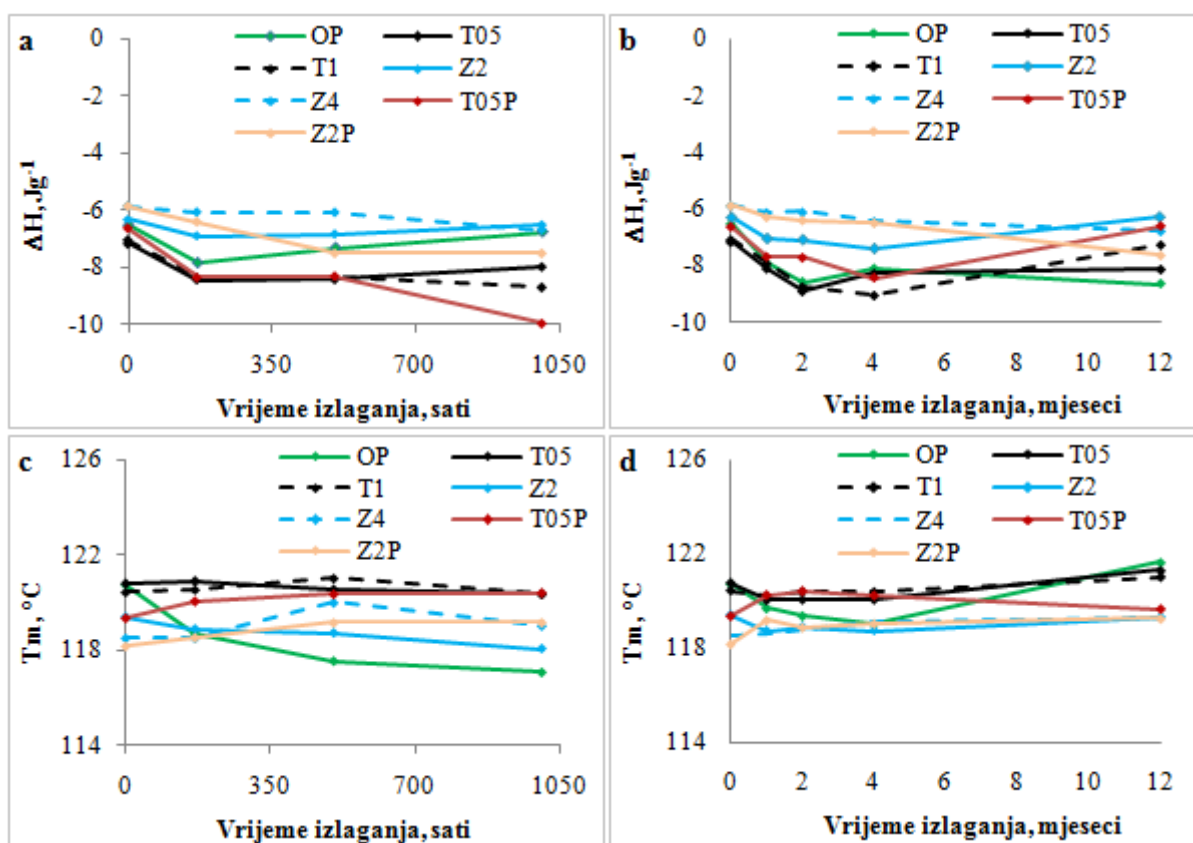 a
0
-2
-4
-6
-8
-10
ΔH, Jg⁻¹
OP T05
T1 Z2
Z4 T05P
Z2P
0 350 700 1050
Vrijeme izlaganja, sati
b
0
-2
-4
-6
-8
-10
ΔH, Jg⁻¹
OP T05
T1 Z2
Z4 T05P
Z2P
0 2 4 6 8 10 12
Vrijeme izlaganja, mjeseci
c
126
122
118
114
Tm, °C
OP T05
T1 Z2
Z4 T05P
Z2P
0 350 700 1050
Vrijeme izlaganja, sati
d
126
122
118
114
Tm, °C
OP T05
T1 Z2
Z4 T05P
Z2P
0 2 4 6 8 10 12
Vrijeme izlaganja, mjeseci